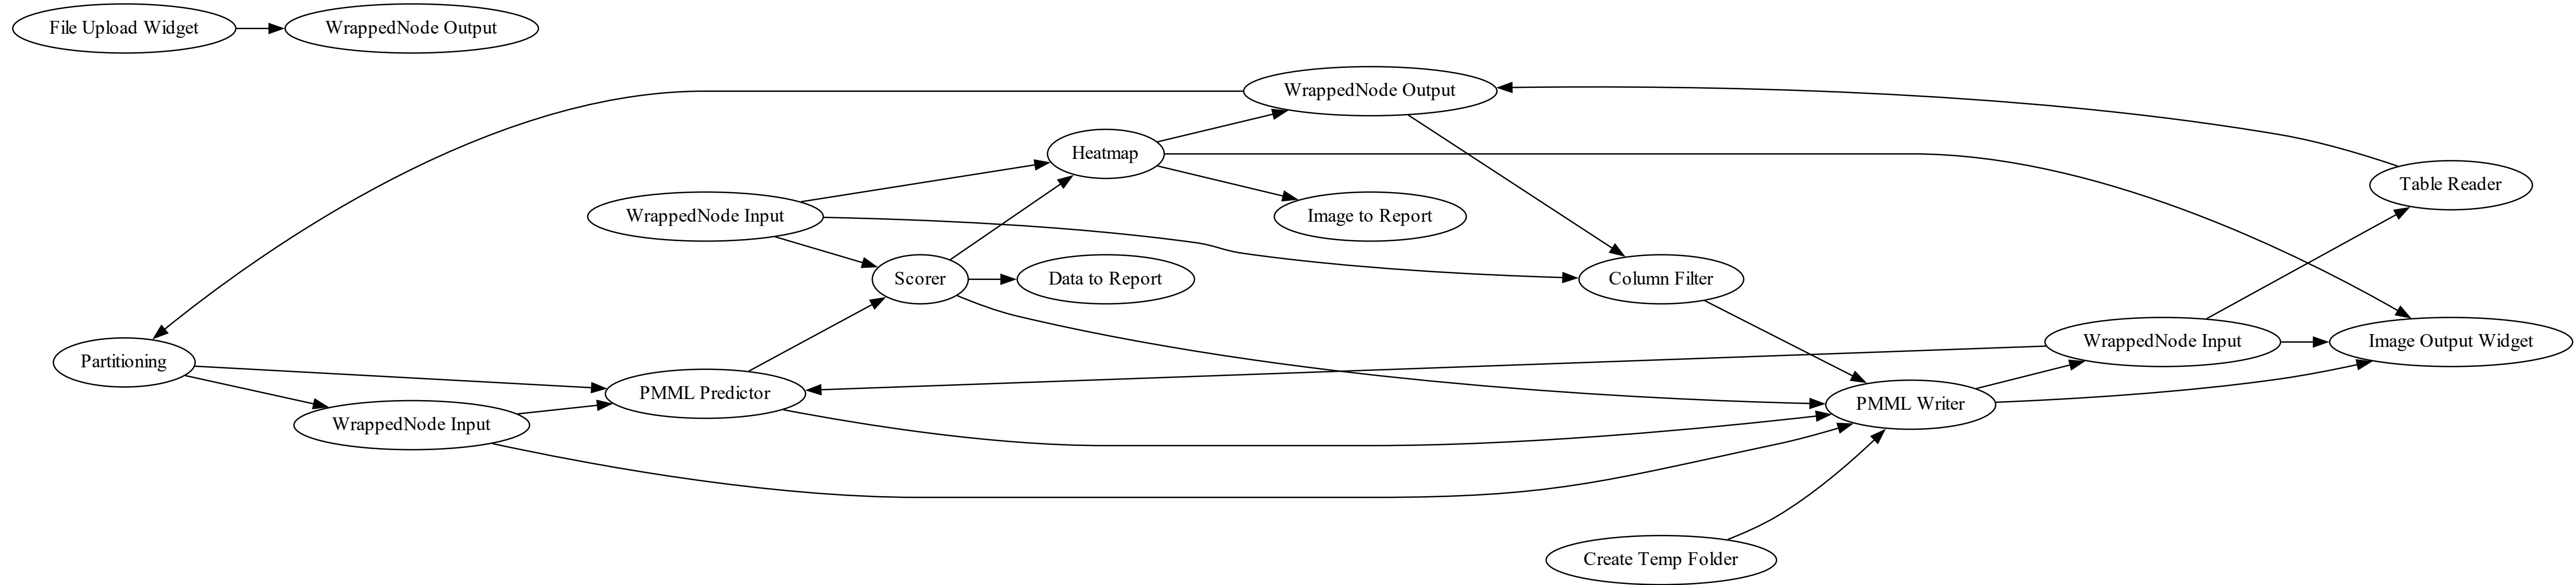 File Upload Widget
WrappedNode Output
WrappedNode Output
Heatmap
Table Reader
WrappedNode Input
Image to Report
Scorer
Data to Report
Column Filter
WrappedNode Input
Image Output Widget
Partitioning
PMML Predictor
PMML Writer
WrappedNode Input
Create Temp Folder